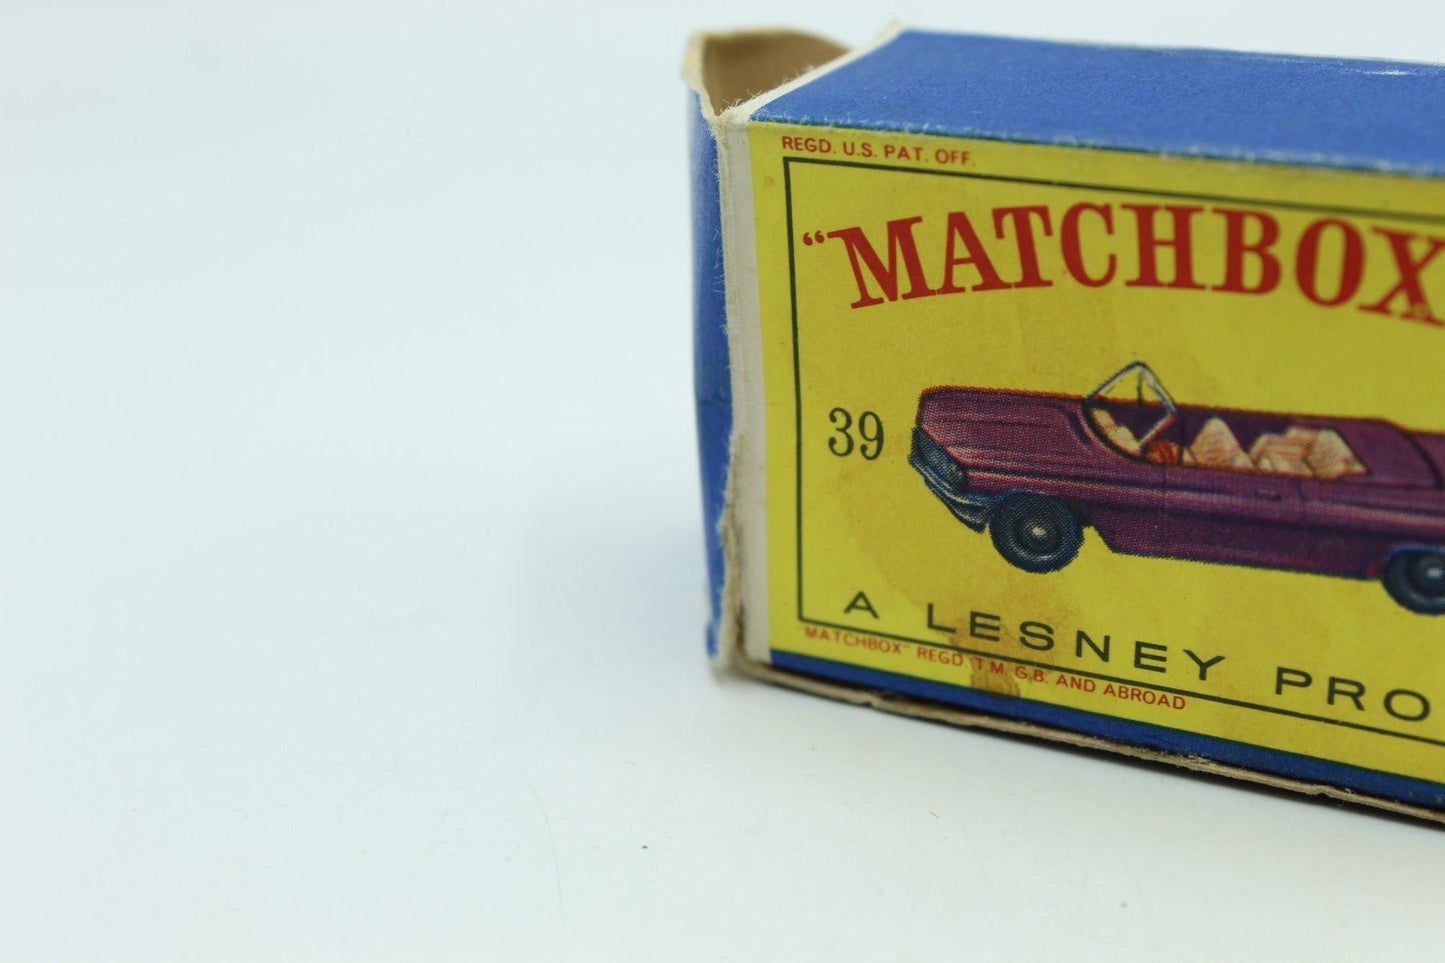 REGD. U.S. PAT. OFF.
“MATCHBOX
39
A LESNEY PRO
MATCHBOX" REGD. T.M. G.B. AND ABROAD